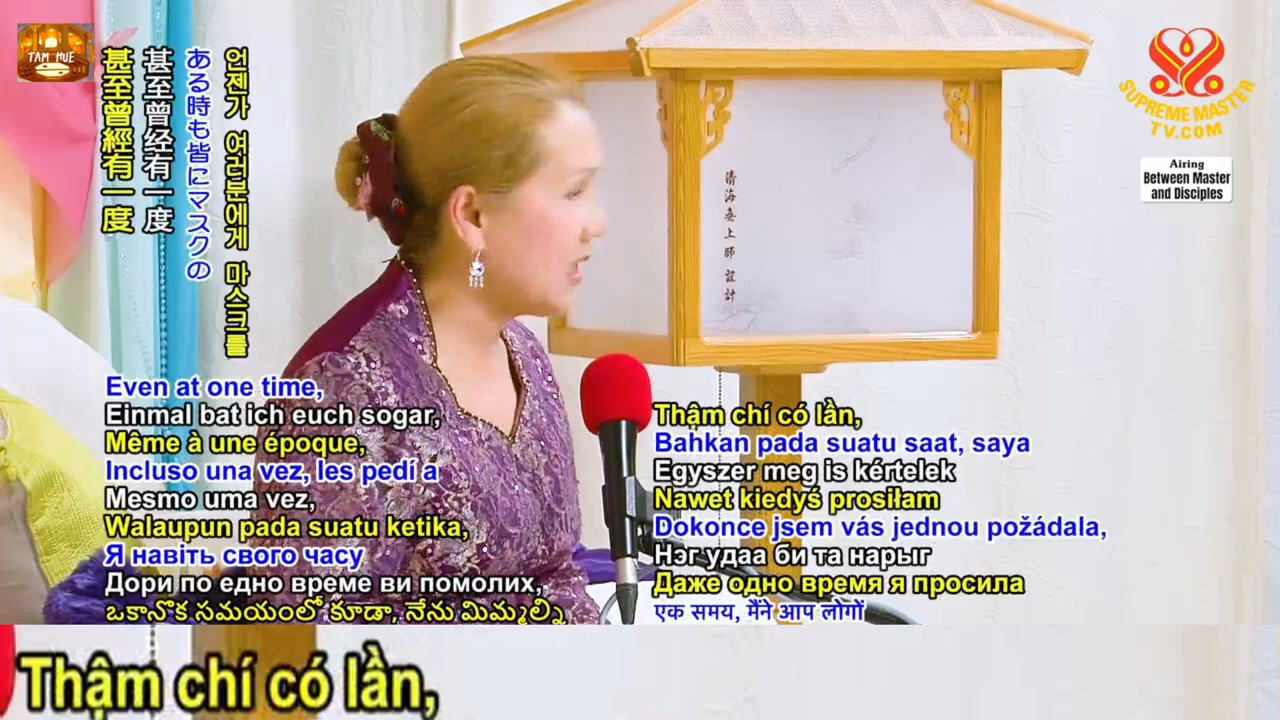 TAM HUE
甚至曾經有一度
甚至曾经有一度
ある時も皆にマスクの
언젠가 여러분에게 마스크를
清海無上師 設計
SUPREME MASTER
TV.COM
Airing
Between Master
and Disciples
Even at one time,
Einmal bat ich euch sogar,
Même à une époque,
Incluso una vez, les pedí a
Mesmo uma vez,
Walaupun pada suatu ketika,
Я навіть свого часу
Дори по едно време ви помолих,
ఒకానొక సమయంలో కూడా, నేను మిమ్మల్ని
Thậm chí có lần,
Bahkan pada suatu saat, saya
Egyszer meg is kértelek
Nawet kiedyś prosiłam
Dokonce jsem vás jednou požádala,
Нэг удаа би та нарыг
Даже одно время я просила
एक समय, मैंने आप लोगों
Thậm chí có lần,